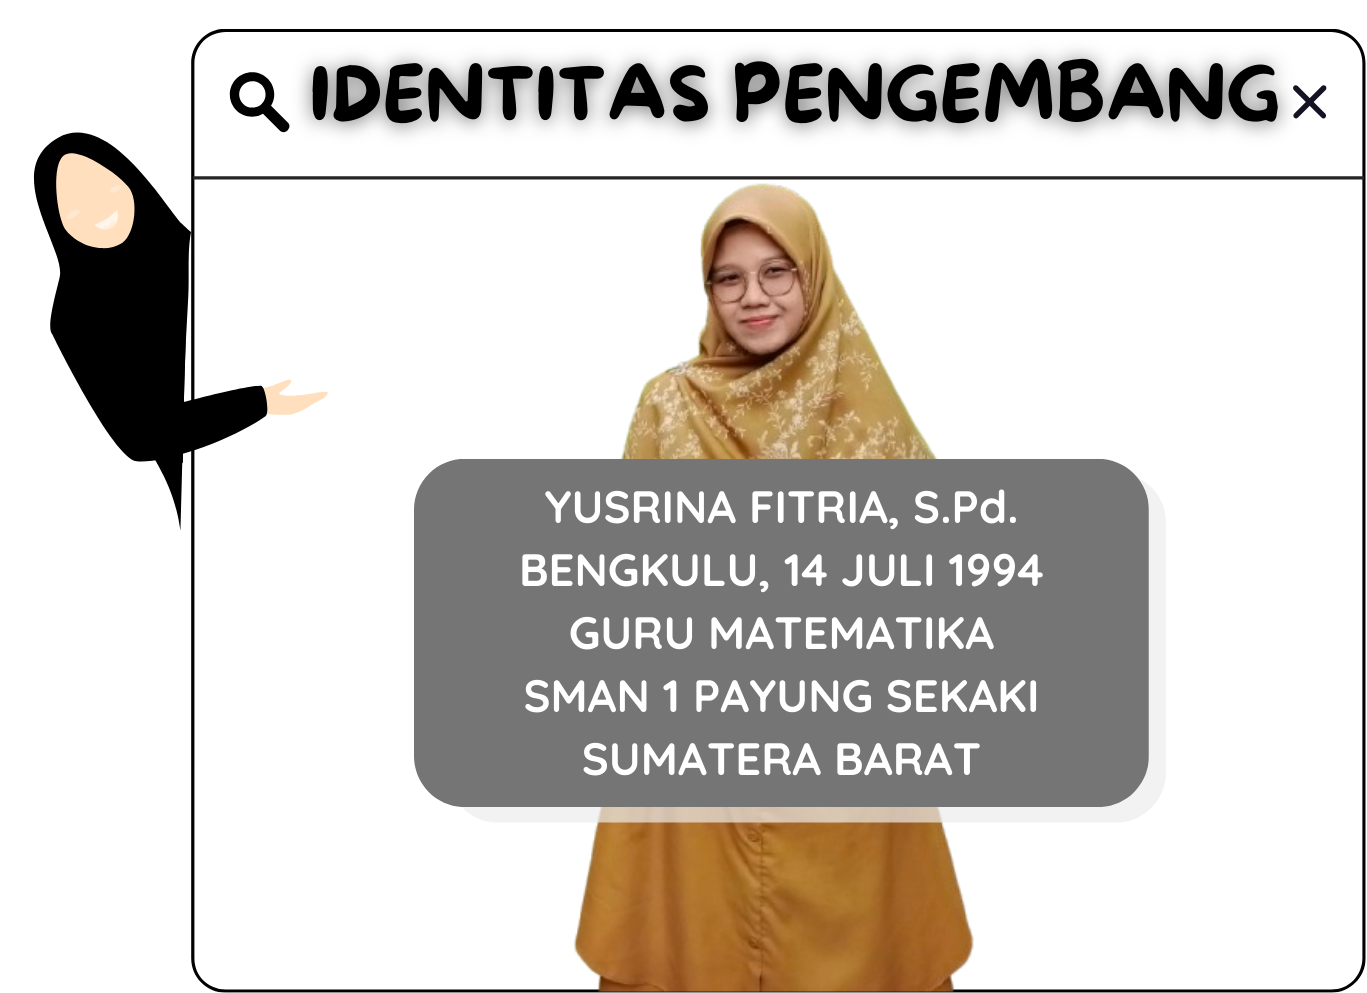 IDENTITAS PENGEMBANG
YUSRINA FITRIA, S.Pd.
BENGKULU, 14 JULI 1994
GURU MATEMATIKA
SMAN 1 PAYUNG SEKAKI
SUMATERA BARAT